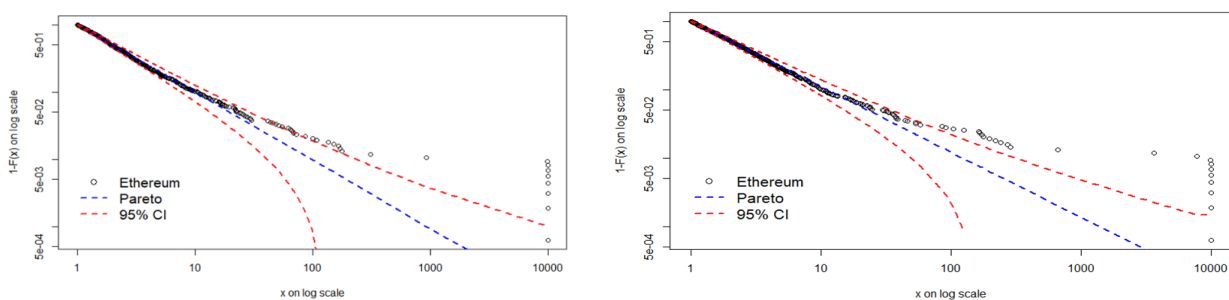 1-F(x) on log scale
5e-01
5e-02
5e-03
5e-04
Ethereum
Pareto
95% CI
1
10
100
1000
10000
x on log scale
1-F(x) on log scale
5e-01
5e-02
5e-03
5e-04
Ethereum
Pareto
95% CI
1
10
100
1000
10000
x on log scale